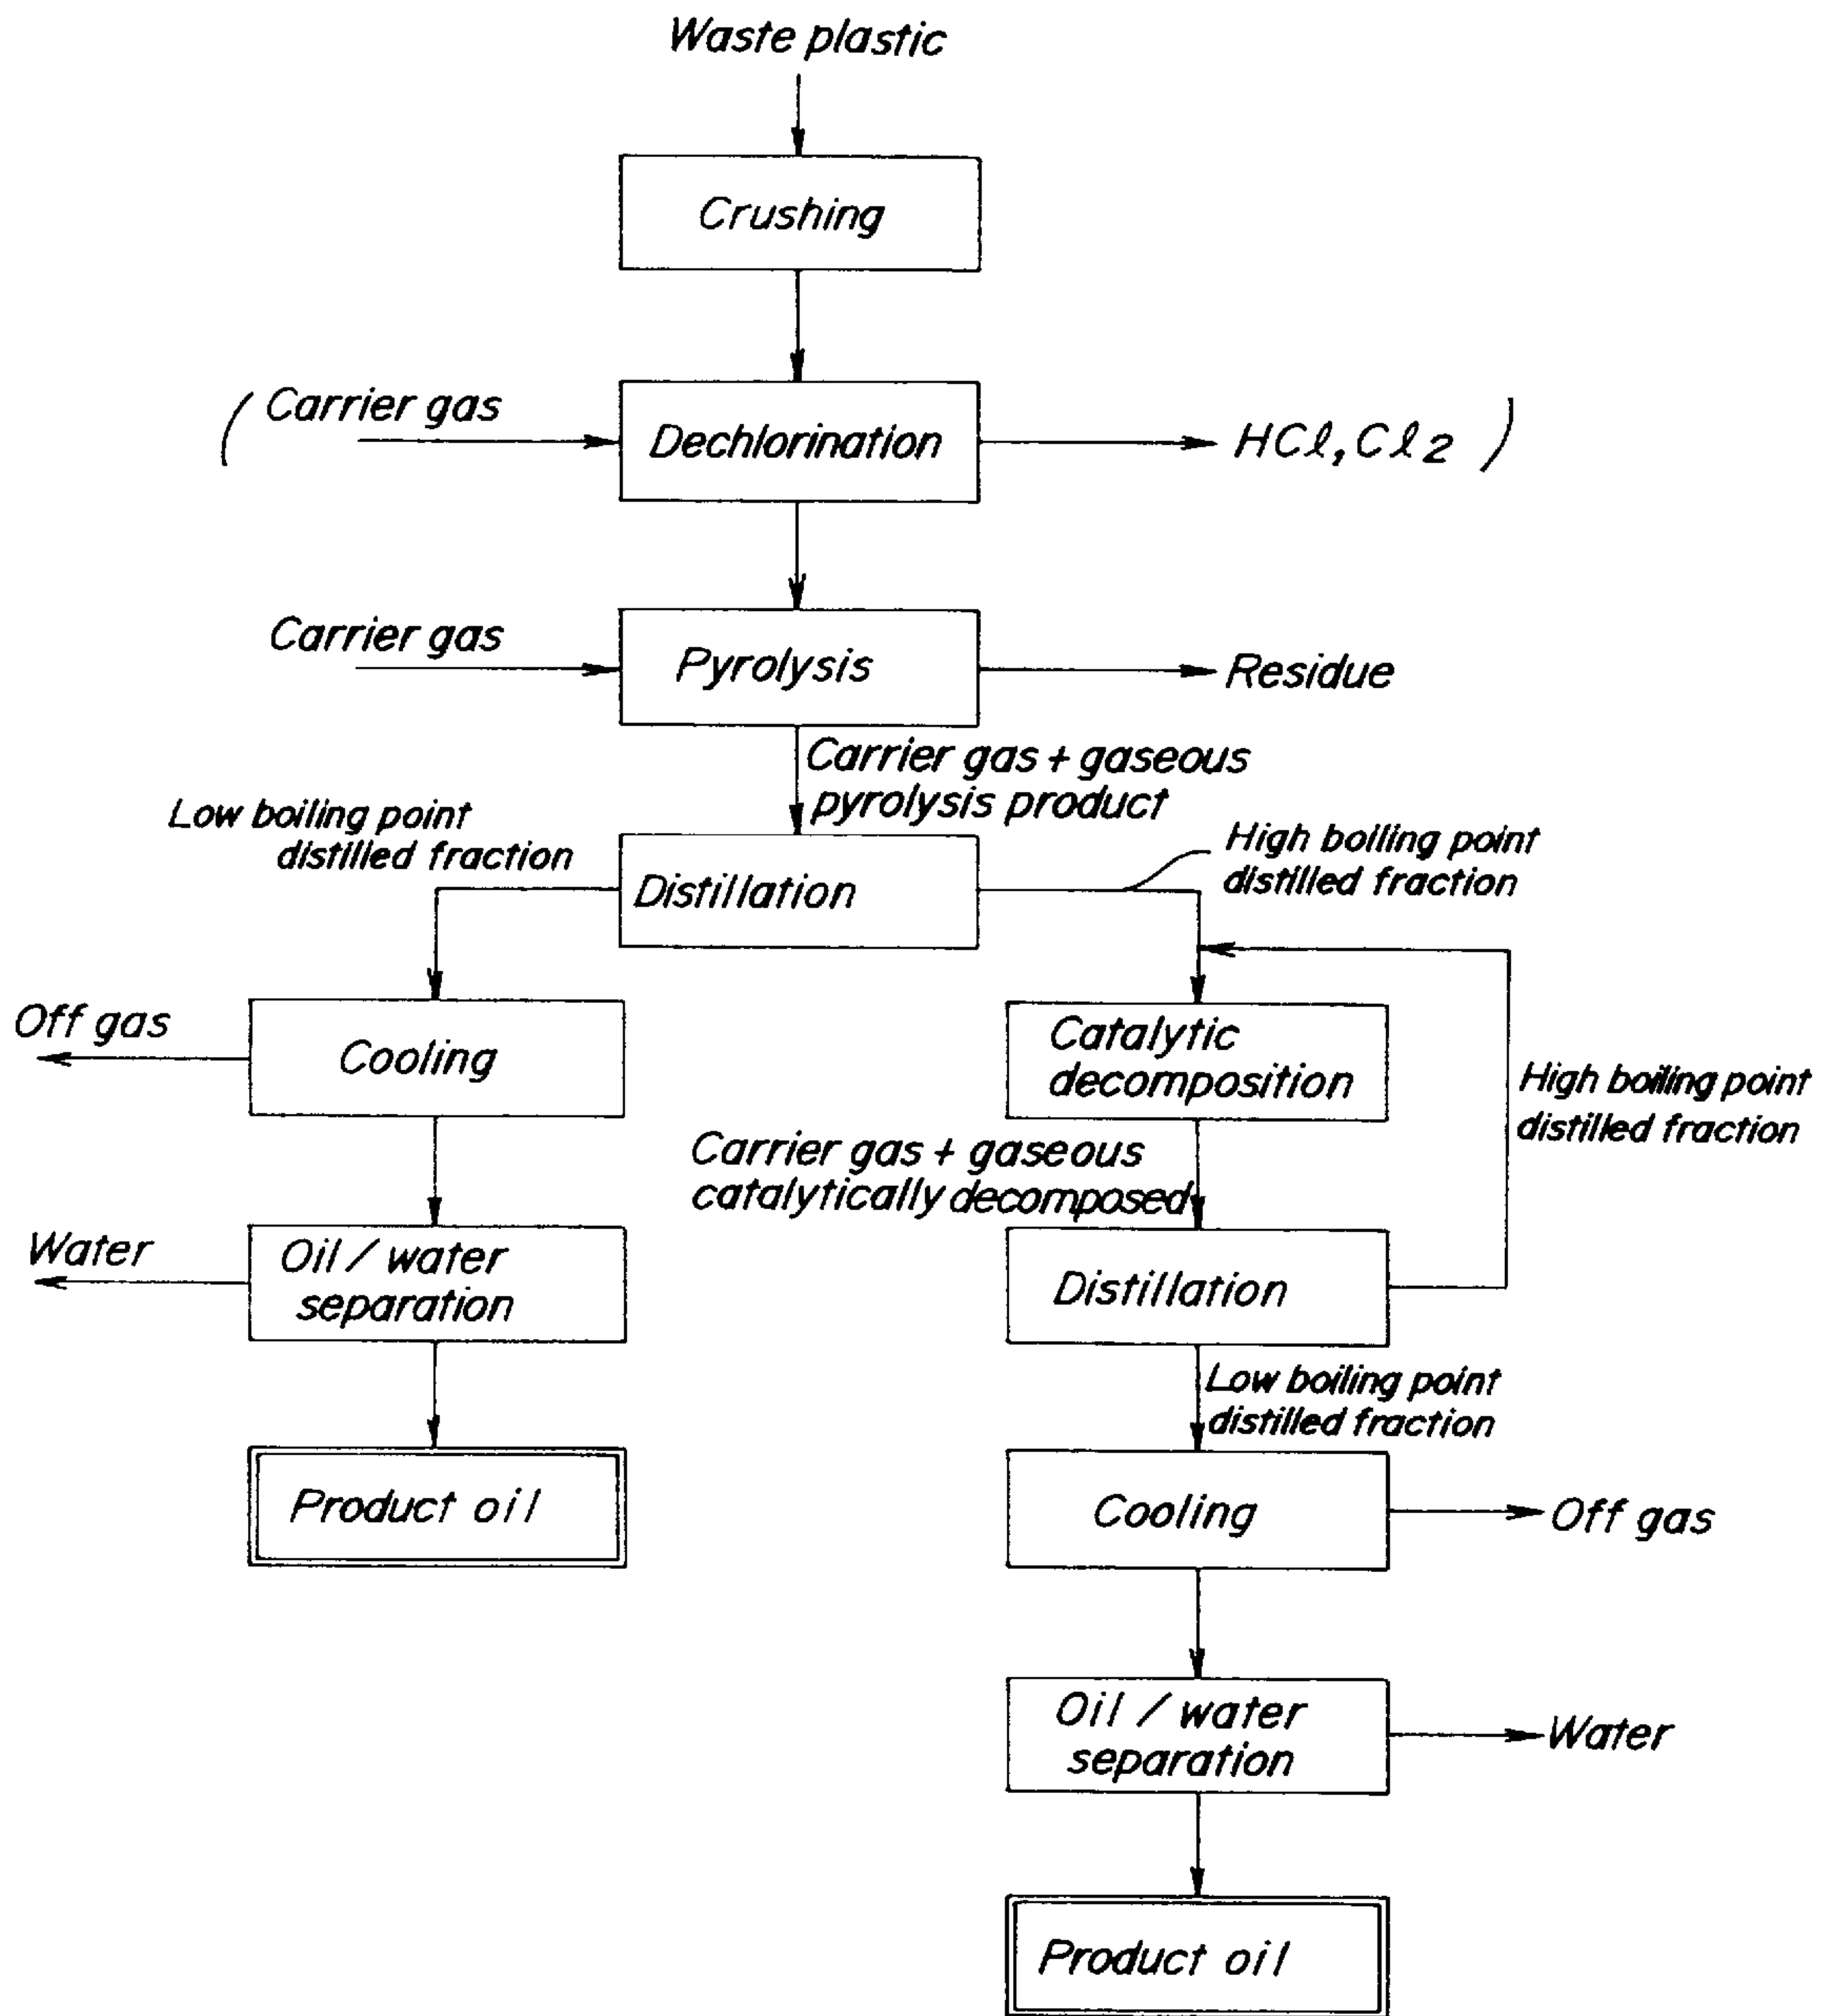 Waste plastic
Crushing
( Carrier gas
Dechlorination
HCl, Cl2 )
Carrier gas
Pyrolysis
Residue
Carrier gas + gaseous
pyrolysis product
Low boiling point
distilled fraction
High boiling point
distilled fraction
Distillation
Off gas
Cooling
Catalytic
decomposition
High boiling point
distilled fraction
Carrier gas + gaseous
catalytically decomposed
Water
Oil / water
separation
Distillation
Low boiling point
distilled fraction
Product oil
Cooling
Off gas
Oil / water
separation
Water
Product oil